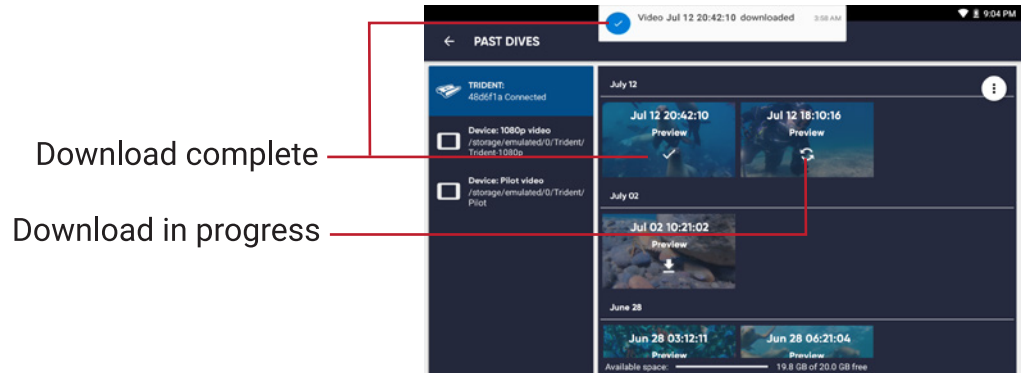 Video Jul 12 20:42:10 downloaded 3:58 AM
9:04 PM
PAST DIVES
TRIDENT:
48d6f1a Connected
Device: 1080p video
/storage/emulated/0/Trident/
Trident-1080p
Device: Pilot video
/storage/emulated/0/Trident/
Pilot
July 12
Jul 12 20:42:10
Preview
Jul 12 18:10:16
Preview
July 02
Jul 02 10:21:02
Preview
June 28
Jun 28 03:12:11
Preview
Jun 28 06:21:04
Preview
Available space: 19.8 GB of 20.0 GB free
Download complete
Download in progress